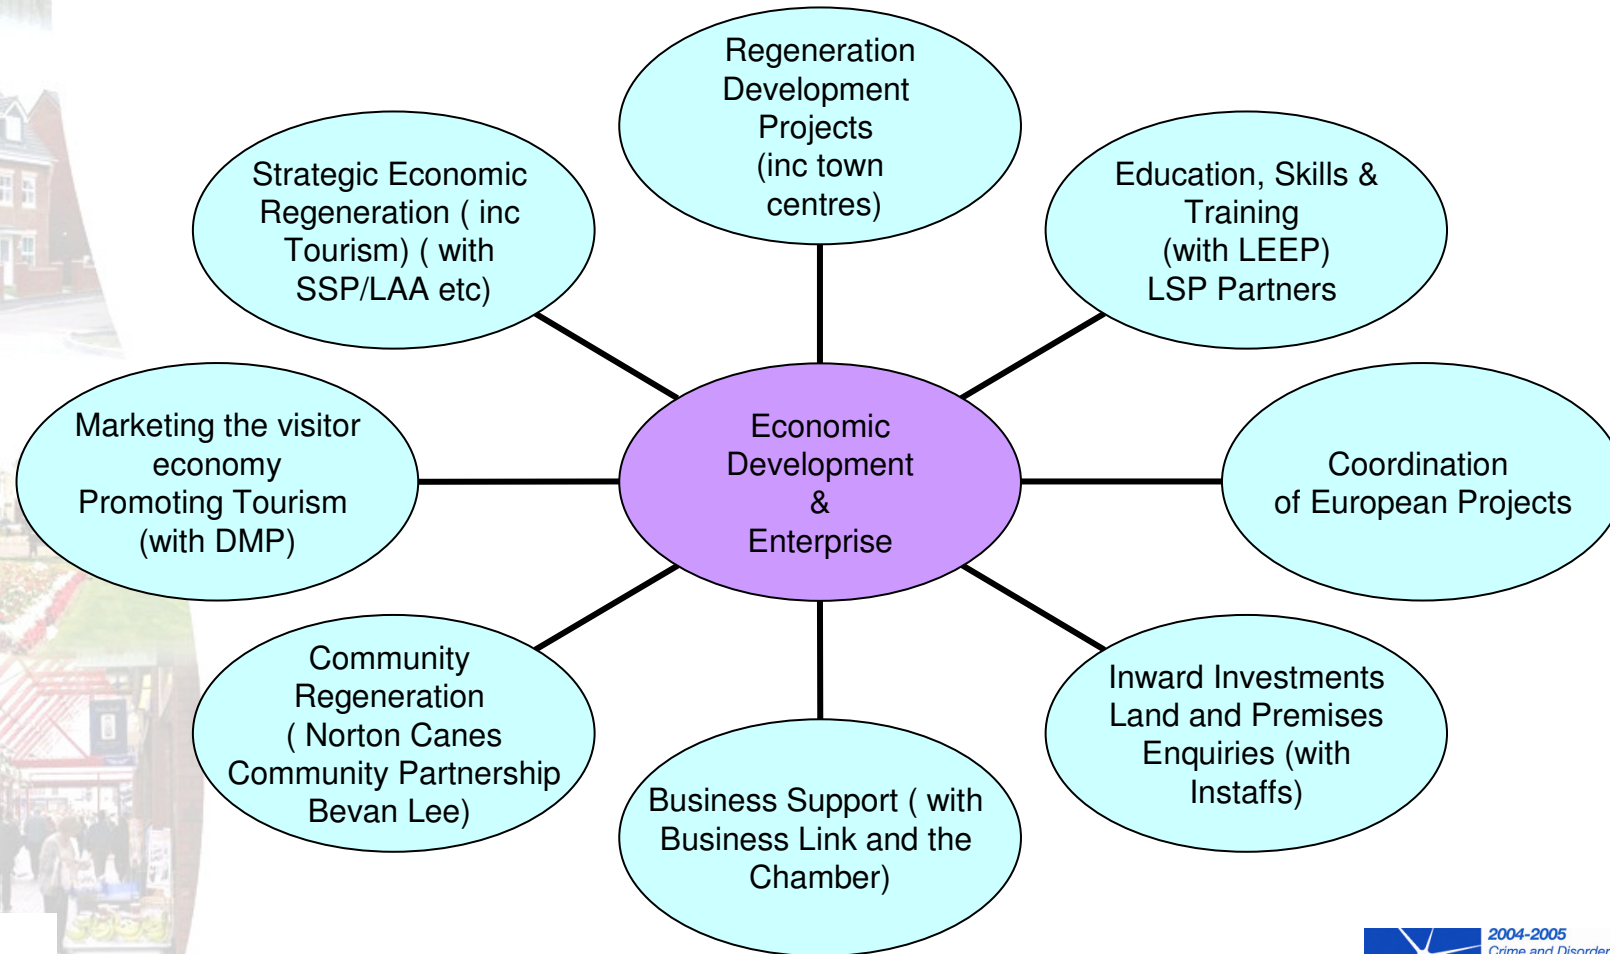 Regeneration
Development
Projects
(inc town
centres)
Strategic Economic
Regeneration ( inc
Tourism) ( with
SSP/LAA etc)
Education, Skills &
Training
(with LEEP)
LSP Partners
Marketing the visitor
economy
Promoting Tourism
(with DMP)
Economic
Development
&
Enterprise
Coordination
of European Projects
Community
Regeneration
( Norton Canes
Community Partnership
Bevan Lee)
Inward Investments
Land and Premises
Enquiries (with
Instaffs)
Business Support ( with
Business Link and the
Chamber)
2004-2005
Crime and Disorder